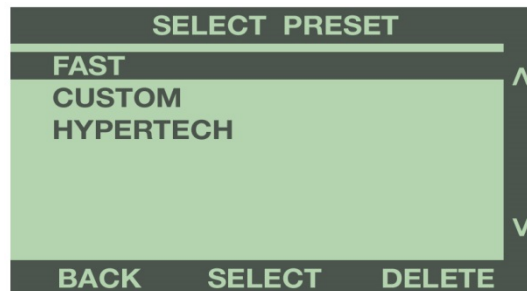 SELECT PRESET
FAST
CUSTOM
HYPERTECH
BACK SELECT DELETE